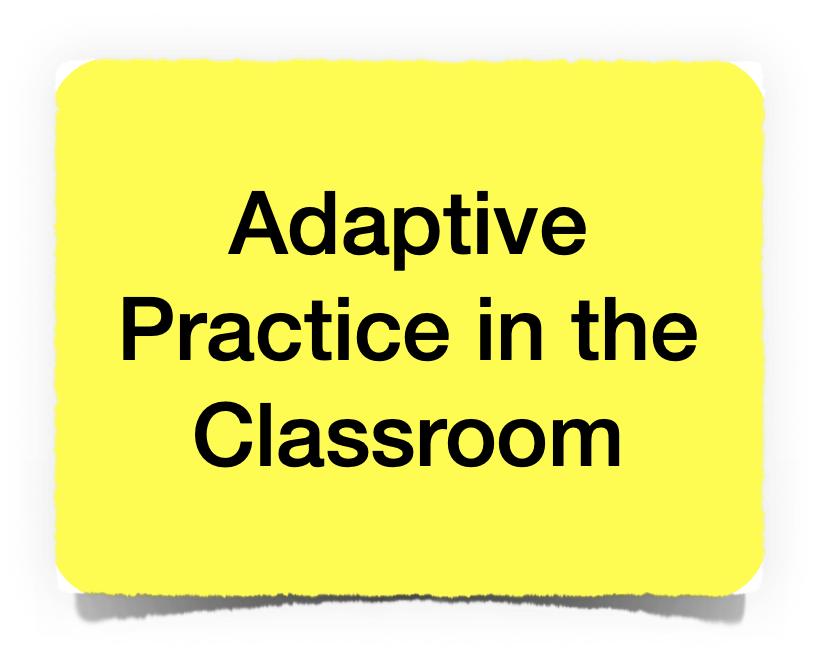 Adaptive
Practice in the
Classroom